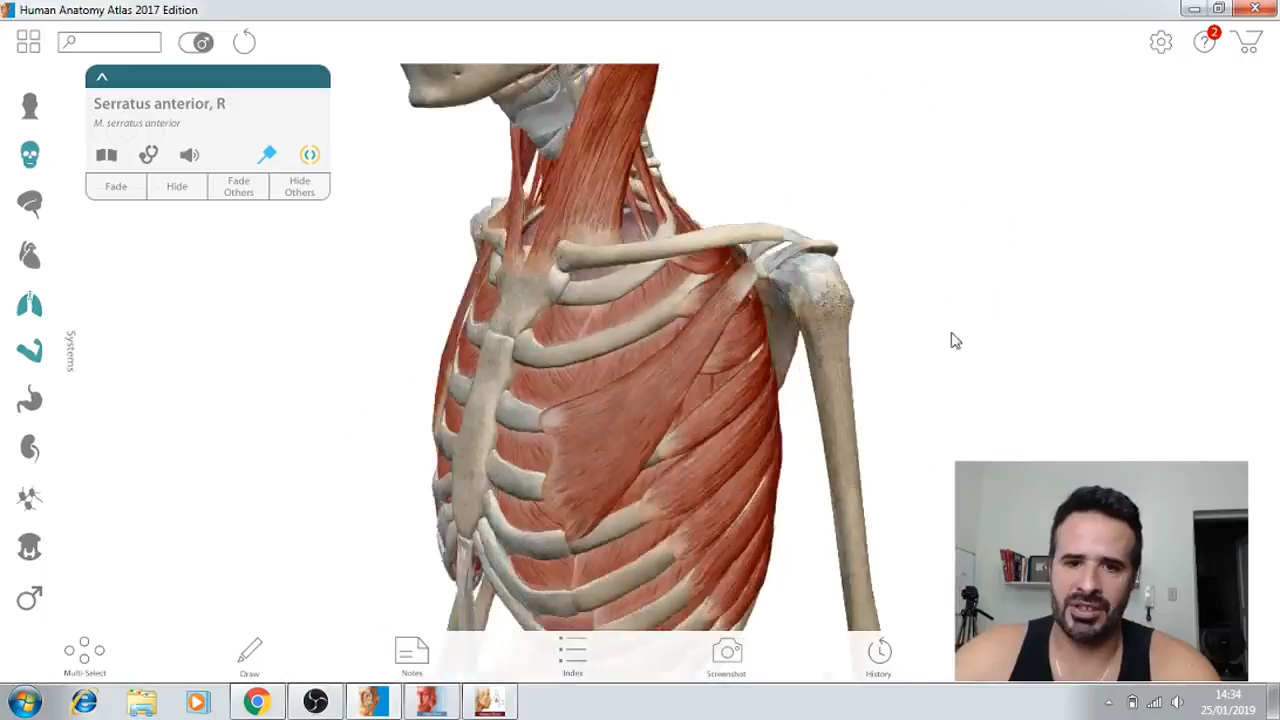 Human Anatomy Atlas 2017 Edition
2
Serratus anterior, R
M. serratus anterior
Fade
Hide
Fade Others
Hide Others
Systems
Multi-Select
Draw
Notes
Index
Screenshot
History
14:34
25/01/2019